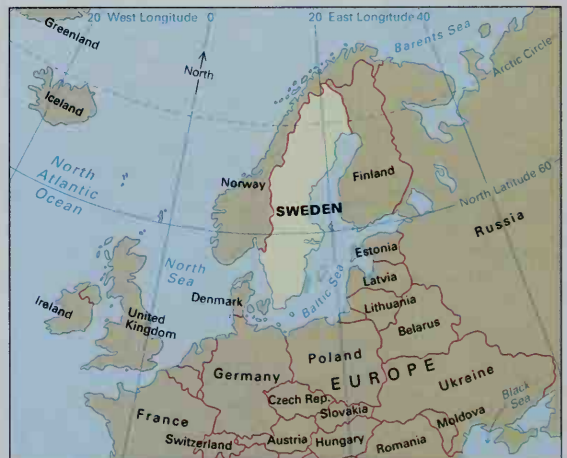 20 West Longitude 0
20 East Longitude 40
Greenland
Barents Sea
North
Arctic Circle
Iceland
North
Atlantic
Ocean
Norway
Finland
North Latitude 60
SWEDEN
Russia
North
Sea
Estonia
Baltic Sea
Latvia
Denmark
Lithuania
Ireland
United
Kingdom
Belarus
Poland
Germany
EUROPE
Ukraine
Czech Rep.
Slovakia
Black
Sea
France
Moldova
Switzerland
Austria
Hungary
Romania